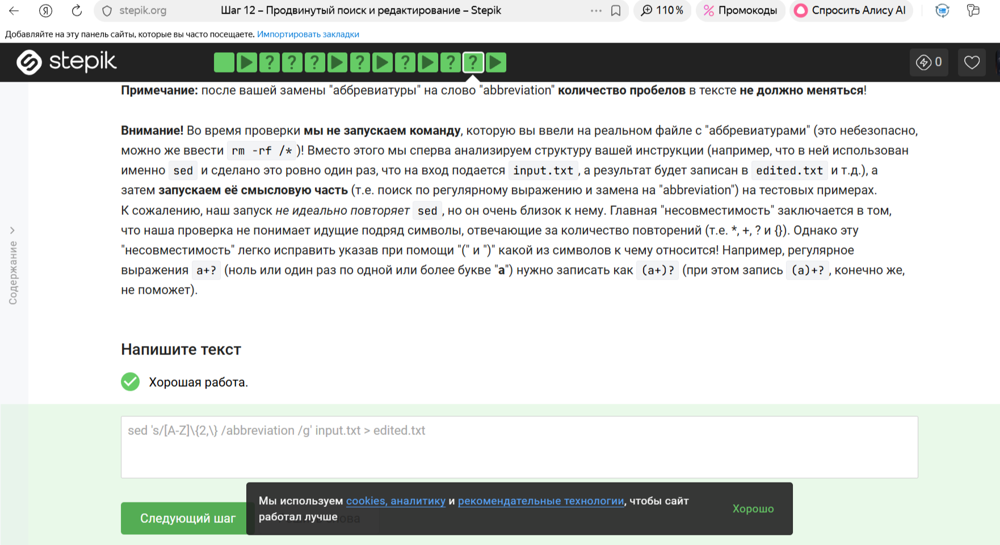 Я
stepik.org
Шаг 12 – Продвинутый поиск и редактирование – Stepik
110 %
Промокоды
Спросить Алису AI
Добавляйте на эту панель сайты, которые вы часто посещаете. Импортировать закладки
stepik
0
Примечание: после вашей замены "аббревиатуры" на слово "abbreviation" количество пробелов в тексте не должно меняться!
Внимание! Во время проверки мы не запускаем команду, которую вы ввели на реальном файле с "аббревиатурами" (это небезопасно,
можно же ввести rm -rf /* )! Вместо этого мы сперва анализируем структуру вашей инструкции (например, что в ней использован
именно sed и сделано это ровно один раз, что на вход подается input.txt , а результат будет записан в edited.txt и т.д.), а
затем запускаем её смысловую часть (т.е. поиск по регулярному выражению и замена на "abbreviation") на тестовых примерах.
К сожалению, наш запуск не идеально повторяет sed , но он очень близок к нему. Главная "несовместимость" заключается в том,
что наша проверка не понимает идущие подряд символы, отвечающие за количество повторений (т.е. *, +, ? и {}). Однако эту
"несовместимость" легко исправить указав при помощи "(" и ")" какой из символов к чему относится! Например, регулярное
выражения a+? (ноль или один раз по одной или более букве "a") нужно записать как (a+)? (при этом запись (a)+? , конечно же,
не поможет).
Содержание
Напишите текст
Хорошая работа.
sed 's/[A-Z]\{2,\} /abbreviation /g' input.txt > edited.txt
Следующий шаг
Мы используем cookies, аналитику и рекомендательные технологии, чтобы сайт
работал лучше
Хорошо